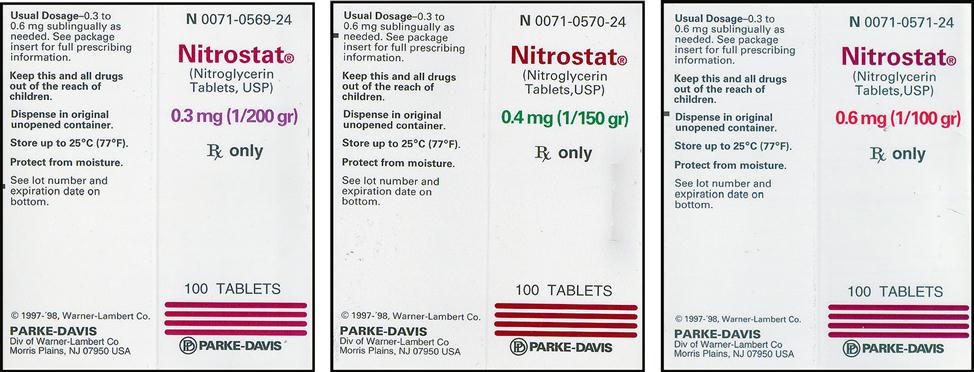 Usual Dosage–0.3 to
0.6 mg sublingually as
needed. See package
insert for full prescribing
information.
Keep this and all drugs
out of the reach of
children.
Dispense in original
unopened container.
Store up to 25°C (77°F).
Protect from moisture.
See lot number and
expiration date on
bottom.
© 1997-'98, Warner-Lambert Co.
PARKE-DAVIS
Div of Warner-Lambert Co
Morris Plains, NJ 07950 USA
N 0071-0569-24
Nitrostat®
(Nitroglycerin
Tablets, USP)
0.3 mg (1/200 gr)
℞ only
100 TABLETS
PD PARKE-DAVIS
Usual Dosage–0.3 to
0.6 mg sublingually as
needed. See package
insert for full prescribing
information.
Keep this and all drugs
out of the reach of
children.
Dispense in original
unopened container.
Store up to 25°C (77°F).
Protect from moisture.
See lot number and
expiration date on
bottom.
© 1997-'98, Warner-Lambert Co.
PARKE-DAVIS
Div of Warner-Lambert Co
Morris Plains, NJ 07950 USA
N 0071-0570-24
Nitrostat®
(Nitroglycerin
Tablets,USP)
0.4 mg (1/150 gr)
℞ only
100 TABLETS
PD PARKE-DAVIS
Usual Dosage–0.3 to
0.6 mg sublingually as
needed. See package
insert for full prescribing
information.
Keep this and all drugs
out of the reach of
children.
Dispense in original
unopened container.
Store up to 25°C (77°F).
Protect from moisture.
See lot number and
expiration date on
bottom.
© 1997-'98, Warner-Lambert Co.
PARKE-DAVIS
Div of Warner-Lambert Co
Morris Plains, NJ 07950 USA
N 0071-0571-24
Nitrostat®
(Nitroglycerin
Tablets,USP)
0.6 mg (1/100 gr)
℞ only
100 TABLETS
PD PARKE-DAVIS